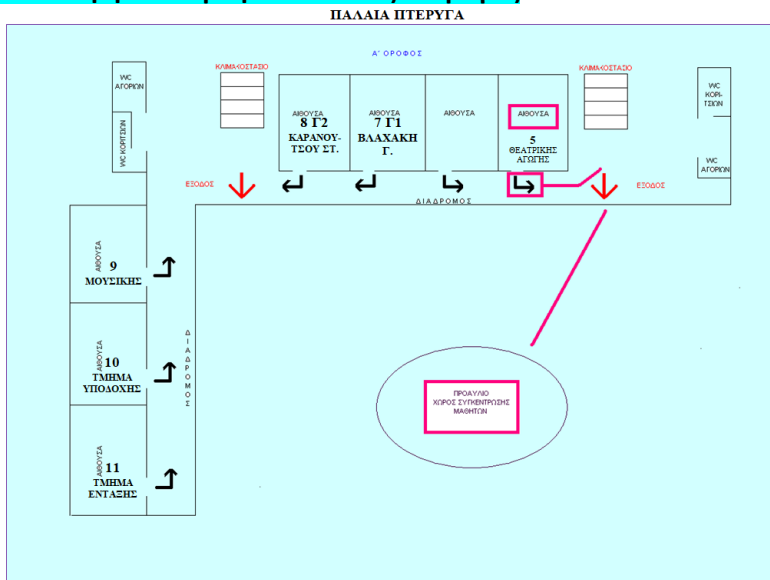 ΠΑΛΑΙΑ ΠΤΕΡΥΓΑ
Α' ΟΡΟΦΟΣ
ΚΛΙΜΑΚΟΣΤΑΣΙΟ
ΚΛΙΜΑΚΟΣΤΑΣΙΟ
WC
ΑΓΟΡΙΩΝ
WC ΚΟΡΙΤΣΙΩΝ
ΑΙΘΟΥΣΑ
8 Γ2
ΚΑΡΑΝΟΥ-
ΤΣΟΥ ΣΤ.
ΑΙΘΟΥΣΑ
7 Γ1
ΒΛΑΧΑΚΗ
Γ.
ΑΙΘΟΥΣΑ
ΑΙΘΟΥΣΑ
5
ΘΕΑΤΡΙΚΗΣ
ΑΓΩΓΗΣ
WC
ΚΟΡΙ-
ΤΣΙΩΝ
WC
ΑΓΟΡΙΩΝ
ΕΞΟΔΟΣ
ΕΞΟΔΟΣ
ΔΙΑΔΡΟΜΟΣ
ΑΙΘΟΥΣΑ
9
ΜΟΥΣΙΚΗΣ
ΑΙΘΟΥΣΑ
10
ΤΜΗΜΑ
ΥΠΟΔΟΧΗΣ
ΑΙΘΟΥΣΑ
11
ΤΜΗΜΑ
ΕΝΤΑΞΗΣ
ΔΙΑΔΡΟΜΟΣ
ΠΡΟΑΥΛΙΟ
ΧΩΡΟΣ ΣΥΓΚΕΝΤΡΩΣΗΣ
ΜΑΘΗΤΩΝ